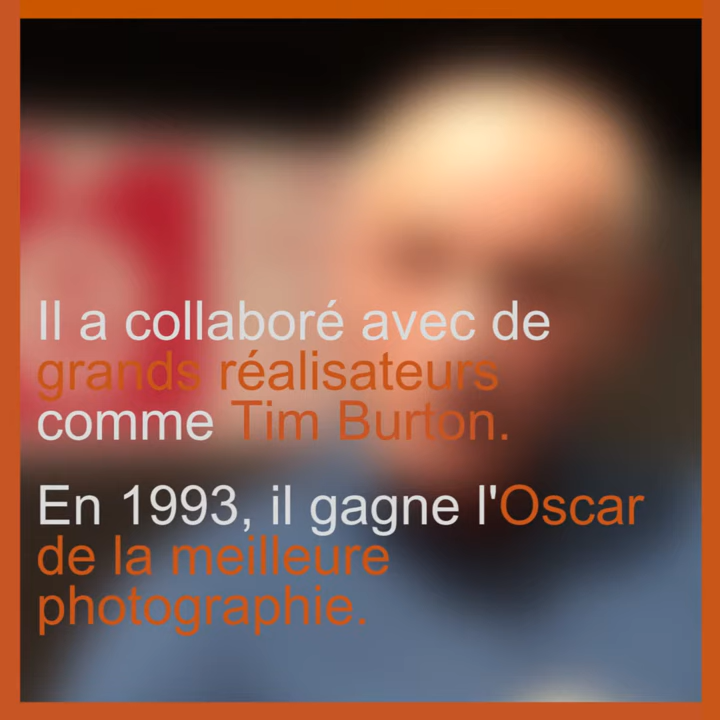 Il a collaboré avec de
grands réalisateurs
comme Tim Burton.
En 1993, il gagne l'Oscar
de la meilleure
photographie.